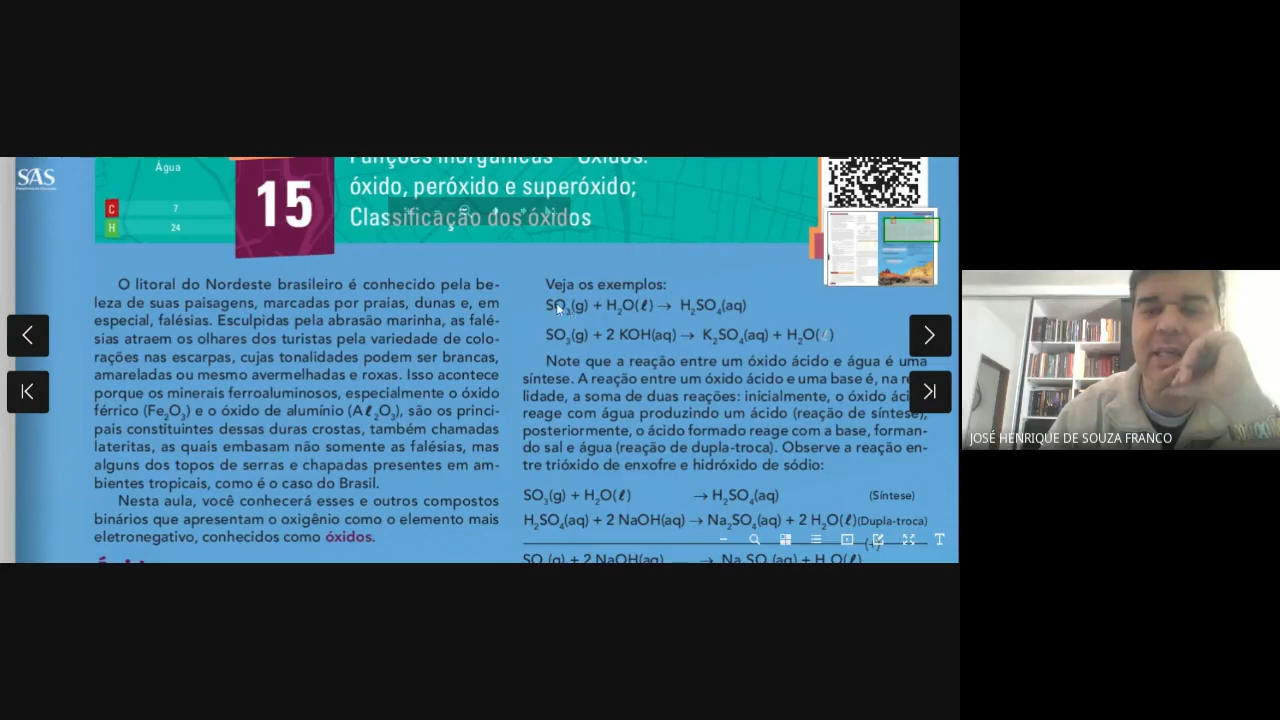 SAS
Água
C 7
H 24
15
Funções Inorgânicas – Óxidos:
óxido, peróxido e superóxido;
Classificação dos óxidos
O litoral do Nordeste brasileiro é conhecido pela be-
leza de suas paisagens, marcadas por praias, dunas e, em
especial, falésias. Esculpidas pela abrasão marinha, as falé-
sias atraem os olhares dos turistas pela variedade de colo-
rações nas escarpas, cujas tonalidades podem ser brancas,
amareladas ou mesmo avermelhadas e roxas. Isso acontece
porque os minerais ferroaluminosos, especialmente o óxido
férrico (Fe₂O₃) e o óxido de alumínio (Aℓ₂O₃), são os princi-
pais constituintes dessas duras crostas, também chamadas
lateritas, as quais embasam não somente as falésias, mas
alguns dos topos de serras e chapadas presentes em am-
bientes tropicais, como é o caso do Brasil.
Nesta aula, você conhecerá esses e outros compostos
binários que apresentam o oxigênio como o elemento mais
eletronegativo, conhecidos como óxidos.
Veja os exemplos:
SO₃(g) + H₂O(ℓ) → H₂SO₄(aq)
SO₃(g) + 2 KOH(aq) → K₂SO₄(aq) + H₂O(ℓ)
Note que a reação entre um óxido ácido e água é uma
síntese. A reação entre um óxido ácido e uma base é, na
lidade, a soma de duas reações: inicialmente, o óxido
reage com água produzindo um ácido (reação de síntese),
posteriormente, o ácido formado reage com a base, forman-
do sal e água (reação de dupla-troca). Observe a reação en-
tre trióxido de enxofre e hidróxido de sódio:
SO₃(g) + H₂O(ℓ) → H₂SO₄(aq) (Síntese)
H₂SO₄(aq) + 2 NaOH(aq) → Na₂SO₄(aq) + 2 H₂O(ℓ) (Dupla-troca)
(+)
SO₃(g) + 2 NaOH(aq) → Na₂SO₄(aq) + H₂O(ℓ)
T
JOSÉ HENRIQUE DE SOUZA FRANCO